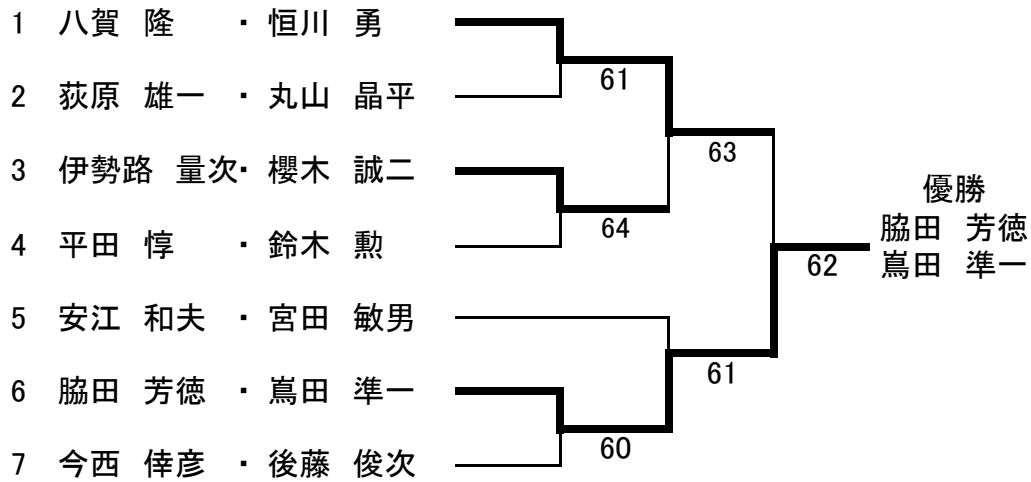 1 八賀 隆 ・ 恒川 勇
61
2 荻原 雄一 ・ 丸山 晶平
63
3 伊勢路 量次・ 櫻木 誠二
優勝
64
脇田 芳徳
4 平田 惇 ・ 鈴木 勲
62
嶌田 準一
5 安江 和夫 ・ 宮田 敏男
61
6 脇田 芳徳 ・ 嶌田 準一
60
7 今西 倖彦 ・ 後藤 俊次